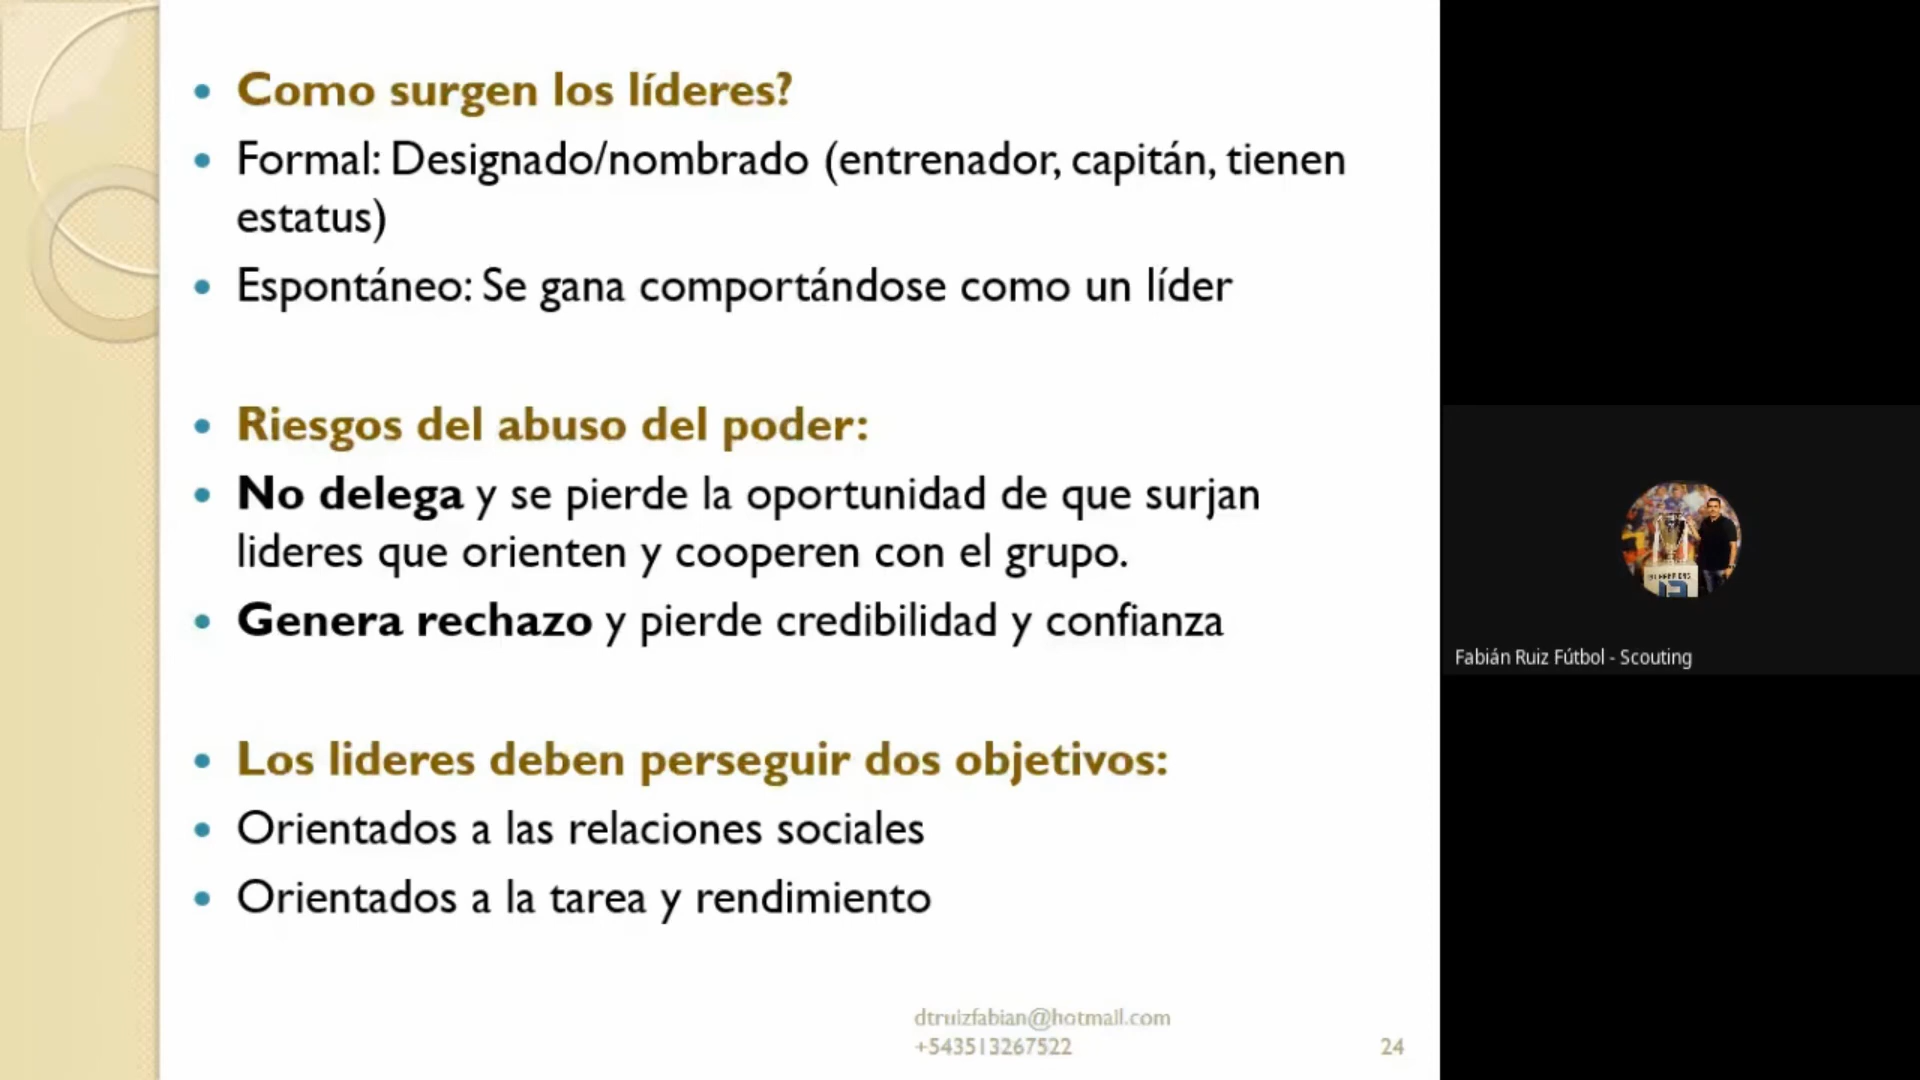 Como surgen los líderes?
Formal: Designado/nombrado (entrenador, capitán, tienen
estatus)
Espontáneo: Se gana comportándose como un líder
Riesgos del abuso del poder:
No delega y se pierde la oportunidad de que surjan
lideres que orienten y cooperen con el grupo.
Genera rechazo y pierde credibilidad y confianza
Los lideres deben perseguir dos objetivos:
Orientados a las relaciones sociales
Orientados a la tarea y rendimiento
dtruizfabian@hotmail.com
+543513267522
24
Fabián Ruiz Fútbol - Scouting